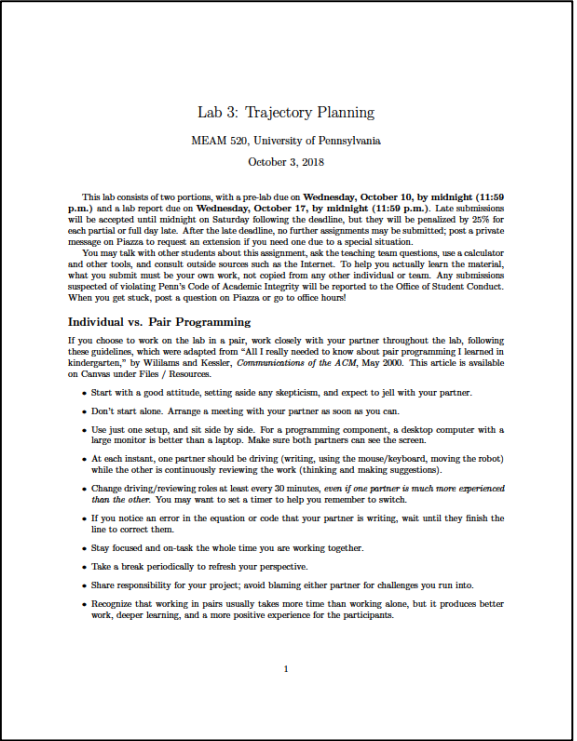 Lab 3: Trajectory Planning
MEAM 520, University of Pennsylvania
October 3, 2018
This lab consists of two portions, with a pre-lab due on Wednesday, October 10, by midnight (11:59
p.m.) and a lab report due on Wednesday, October 17, by midnight (11:59 p.m.). Late submissions
will be accepted until midnight on Saturday following the deadline, but they will be penalized by 25% for
each partial or full day late. After the late deadline, no further assignments may be submitted; post a private
message on Piazza to request an extension if you need one due to a special situation.
You may talk with other students about this assignment, ask the teaching team questions, use a calculator
and other tools, and consult outside sources such as the Internet. To help you actually learn the material,
what you submit must be your own work, not copied from any other individual or team. Any submissions
suspected of violating Penn's Code of Academic Integrity will be reported to the Office of Student Conduct.
When you get stuck, post a question on Piazza or go to office hours!
Individual vs. Pair Programming
If you choose to work on the lab in a pair, work closely with your partner throughout the lab, following
these guidelines, which were adapted from "All I really needed to know about pair programming I learned in
kindergarten," by Wililams and Kessler, Communications of the ACM, May 2000. This article is available
on Canvas under Files / Resources.
• Start with a good attitude, setting aside any skepticism, and expect to jell with your partner.
• Don't start alone. Arrange a meeting with your partner as soon as you can.
• Use just one setup, and sit side by side. For a programming component, a desktop computer with a
large monitor is better than a laptop. Make sure both partners can see the screen.
• At each instant, one partner should be driving (writing, using the mouse/keyboard, moving the robot)
while the other is continuously reviewing the work (thinking and making suggestions).
• Change driving/reviewing roles at least every 30 minutes, even if one partner is much more experienced
than the other. You may want to set a timer to help you remember to switch.
• If you notice an error in the equation or code that your partner is writing, wait until they finish the
line to correct them.
• Stay focused and on-task the whole time you are working together.
• Take a break periodically to refresh your perspective.
• Share responsibility for your project; avoid blaming either partner for challenges you run into.
• Recognize that working in pairs usually takes more time than working alone, but it produces better
work, deeper learning, and a more positive experience for the participants.
1